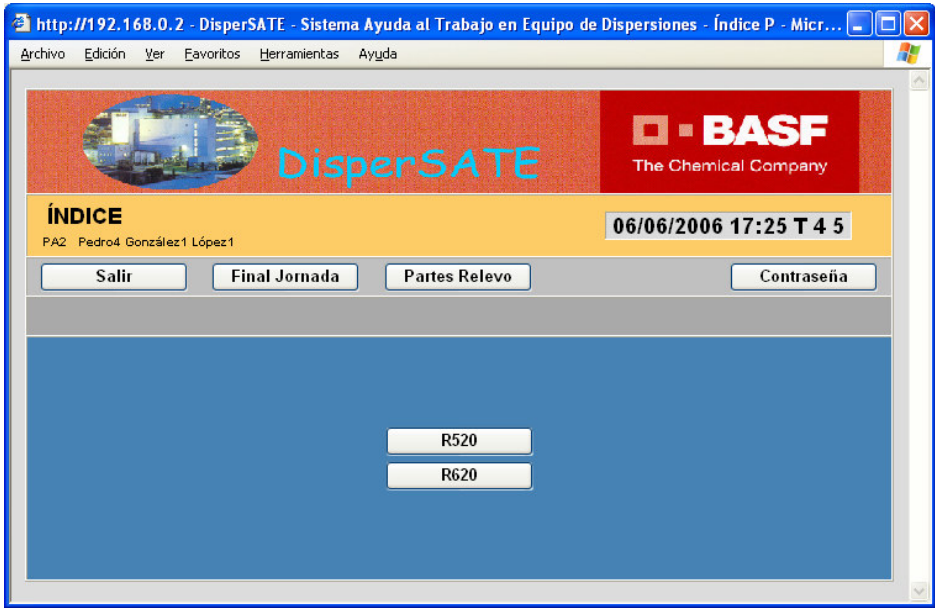 http://192.168.0.2 - DisperSATE - Sistema Ayuda al Trabajo en Equipo de Dispersiones - Índice P - Micr...
Archivo Edición Ver Favoritos Herramientas Ayuda
DisperSATE
BASF
The Chemical Company
ÍNDICE
06/06/2006 17:25 T 4 5
PA2 Pedro4 González1 López1
Salir Final Jornada Partes Relevo Contraseña
R520
R620